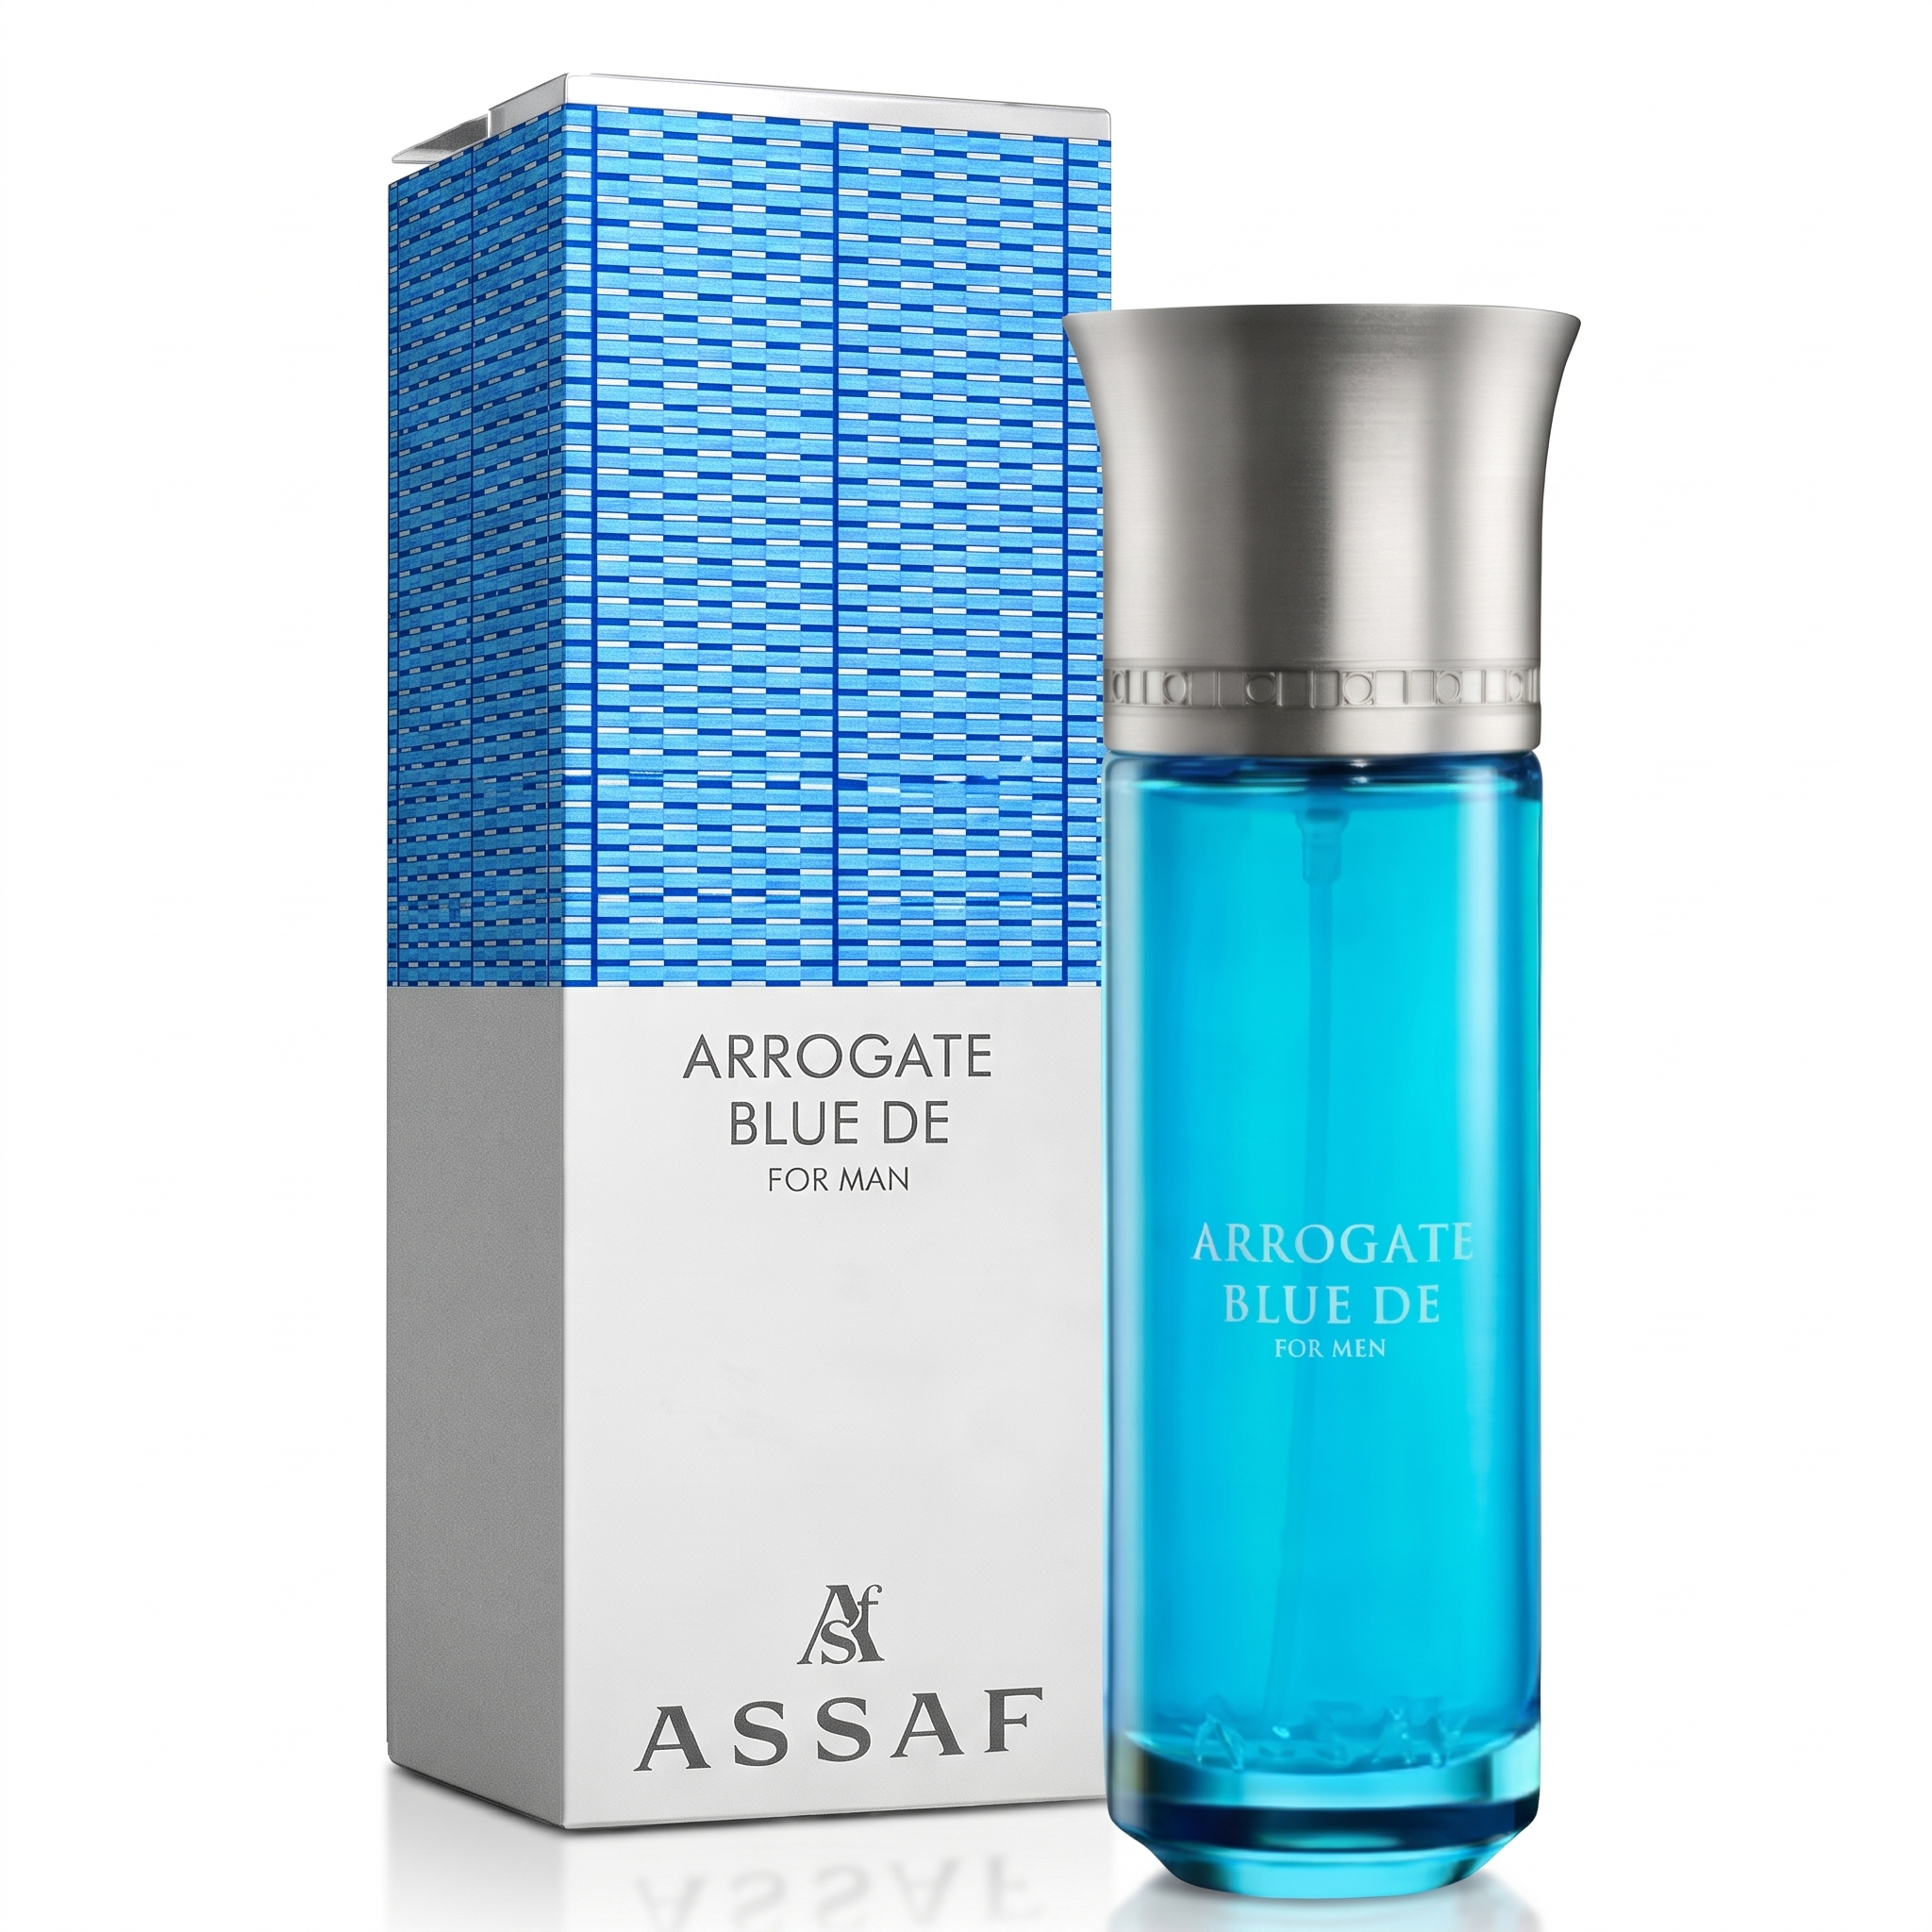 ARROGATE
BLUE DE
FOR MAN
Asf
ASSAF
ARROGATE
BLUE DE
FOR MEN